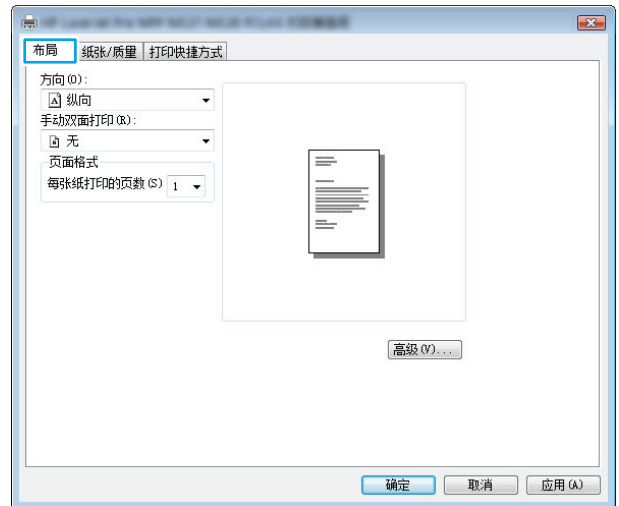 布局 纸张/质量 打印快捷方式
方向(O):
纵向
手动双面打印(R):
无
页面格式
每张纸打印的页数(S) 1
高级(V)...
确定 取消 应用(A)